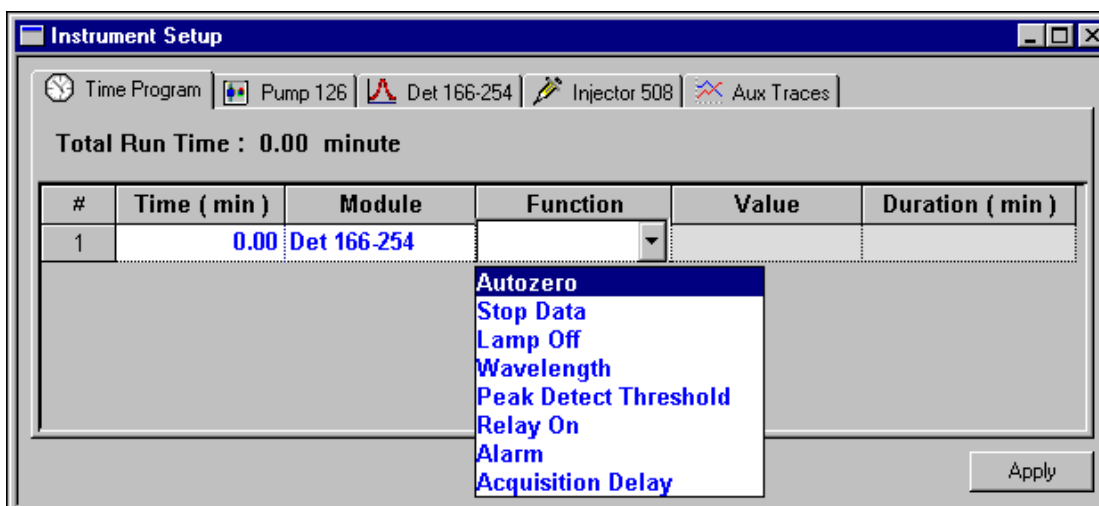 Instrument Setup
Time Program Pump 126 Det 166-254 Injector 508 Aux Traces
Total Run Time : 0.00 minute
# Time ( min ) Module Function Value Duration ( min )
1 0.00 Det 166-254
Autozero
Stop Data
Lamp Off
Wavelength
Peak Detect Threshold
Relay On
Alarm
Acquisition Delay
Apply